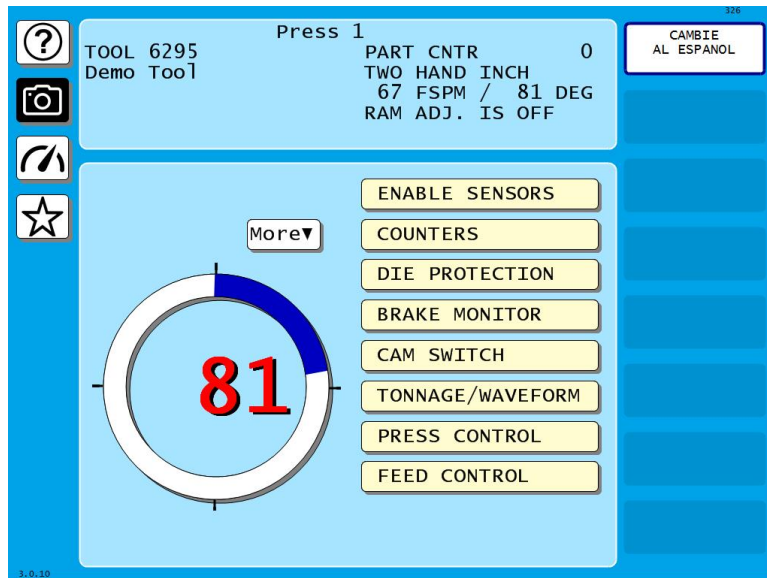 326
Press 1
TOOL 6295
Demo Tool
PART CNTR 0
TWO HAND INCH
67 FSPM / 81 DEG
RAM ADJ. IS OFF
CAMBIE
AL ESPANOL
More▼
81
ENABLE SENSORS
COUNTERS
DIE PROTECTION
BRAKE MONITOR
CAM SWITCH
TONNAGE/WAVEFORM
PRESS CONTROL
FEED CONTROL
3.0.10